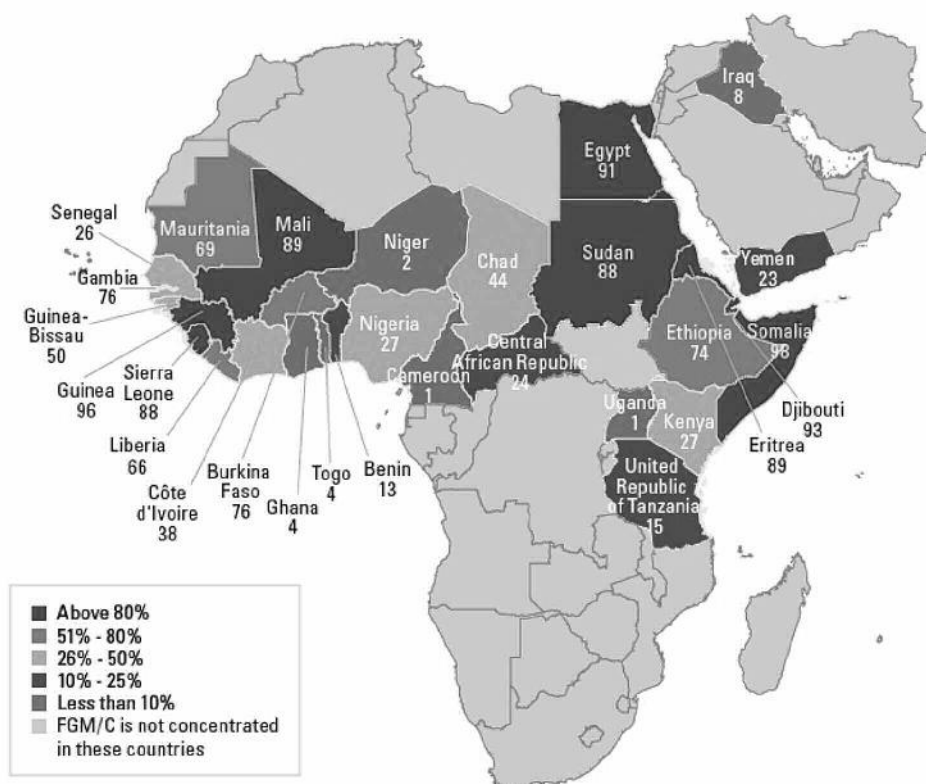 Iraq
8
Egypt
91
Mauritania
69
Mali
89
Niger
2
Chad
44
Sudan
88
Yemen
23
Senegal
26
Gambia
76
Guinea-
Bissau
50
Guinea
96
Sierra
Leone
88
Liberia
66
Côte
d'Ivoire
38
Burkina
Faso
76
Ghana
4
Togo
4
Benin
13
Nigeria
27
Cameroon
1
Central
African Republic
24
Ethiopia
74
Somalia
98
Djibouti
93
Eritrea
89
Uganda
1
Kenya
27
United
Republic
of Tanzania
15
Above 80%
51% - 80%
26% - 50%
10% - 25%
Less than 10%
FGM/C is not concentrated
in these countries